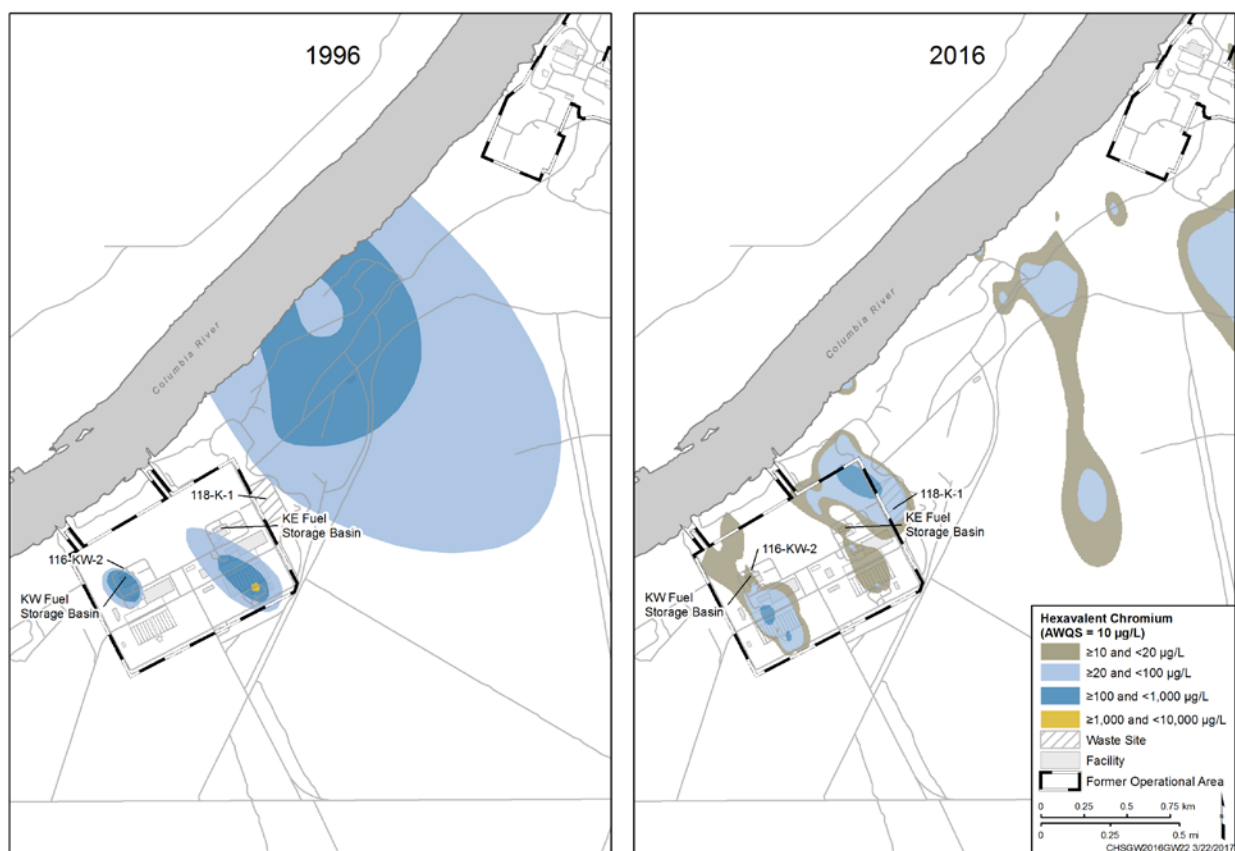 1996
Columbia River
118-K-1
KE Fuel
Storage Basin
116-KW-2
KW Fuel
Storage Basin
2016
Columbia River
118-K-1
KE Fuel
Storage Basin
116-KW-2
KW Fuel
Storage Basin
Hexavalent Chromium
(AWQS = 10 µg/L)
≥10 and <20 µg/L
≥20 and <100 µg/L
≥100 and <1,000 µg/L
≥1,000 and <10,000 µg/L
Waste Site
Facility
Former Operational Area
0 0.25 0.5 0.75 km
0 0.25 0.5 mi
CHSGW2016GW22 3/22/2017